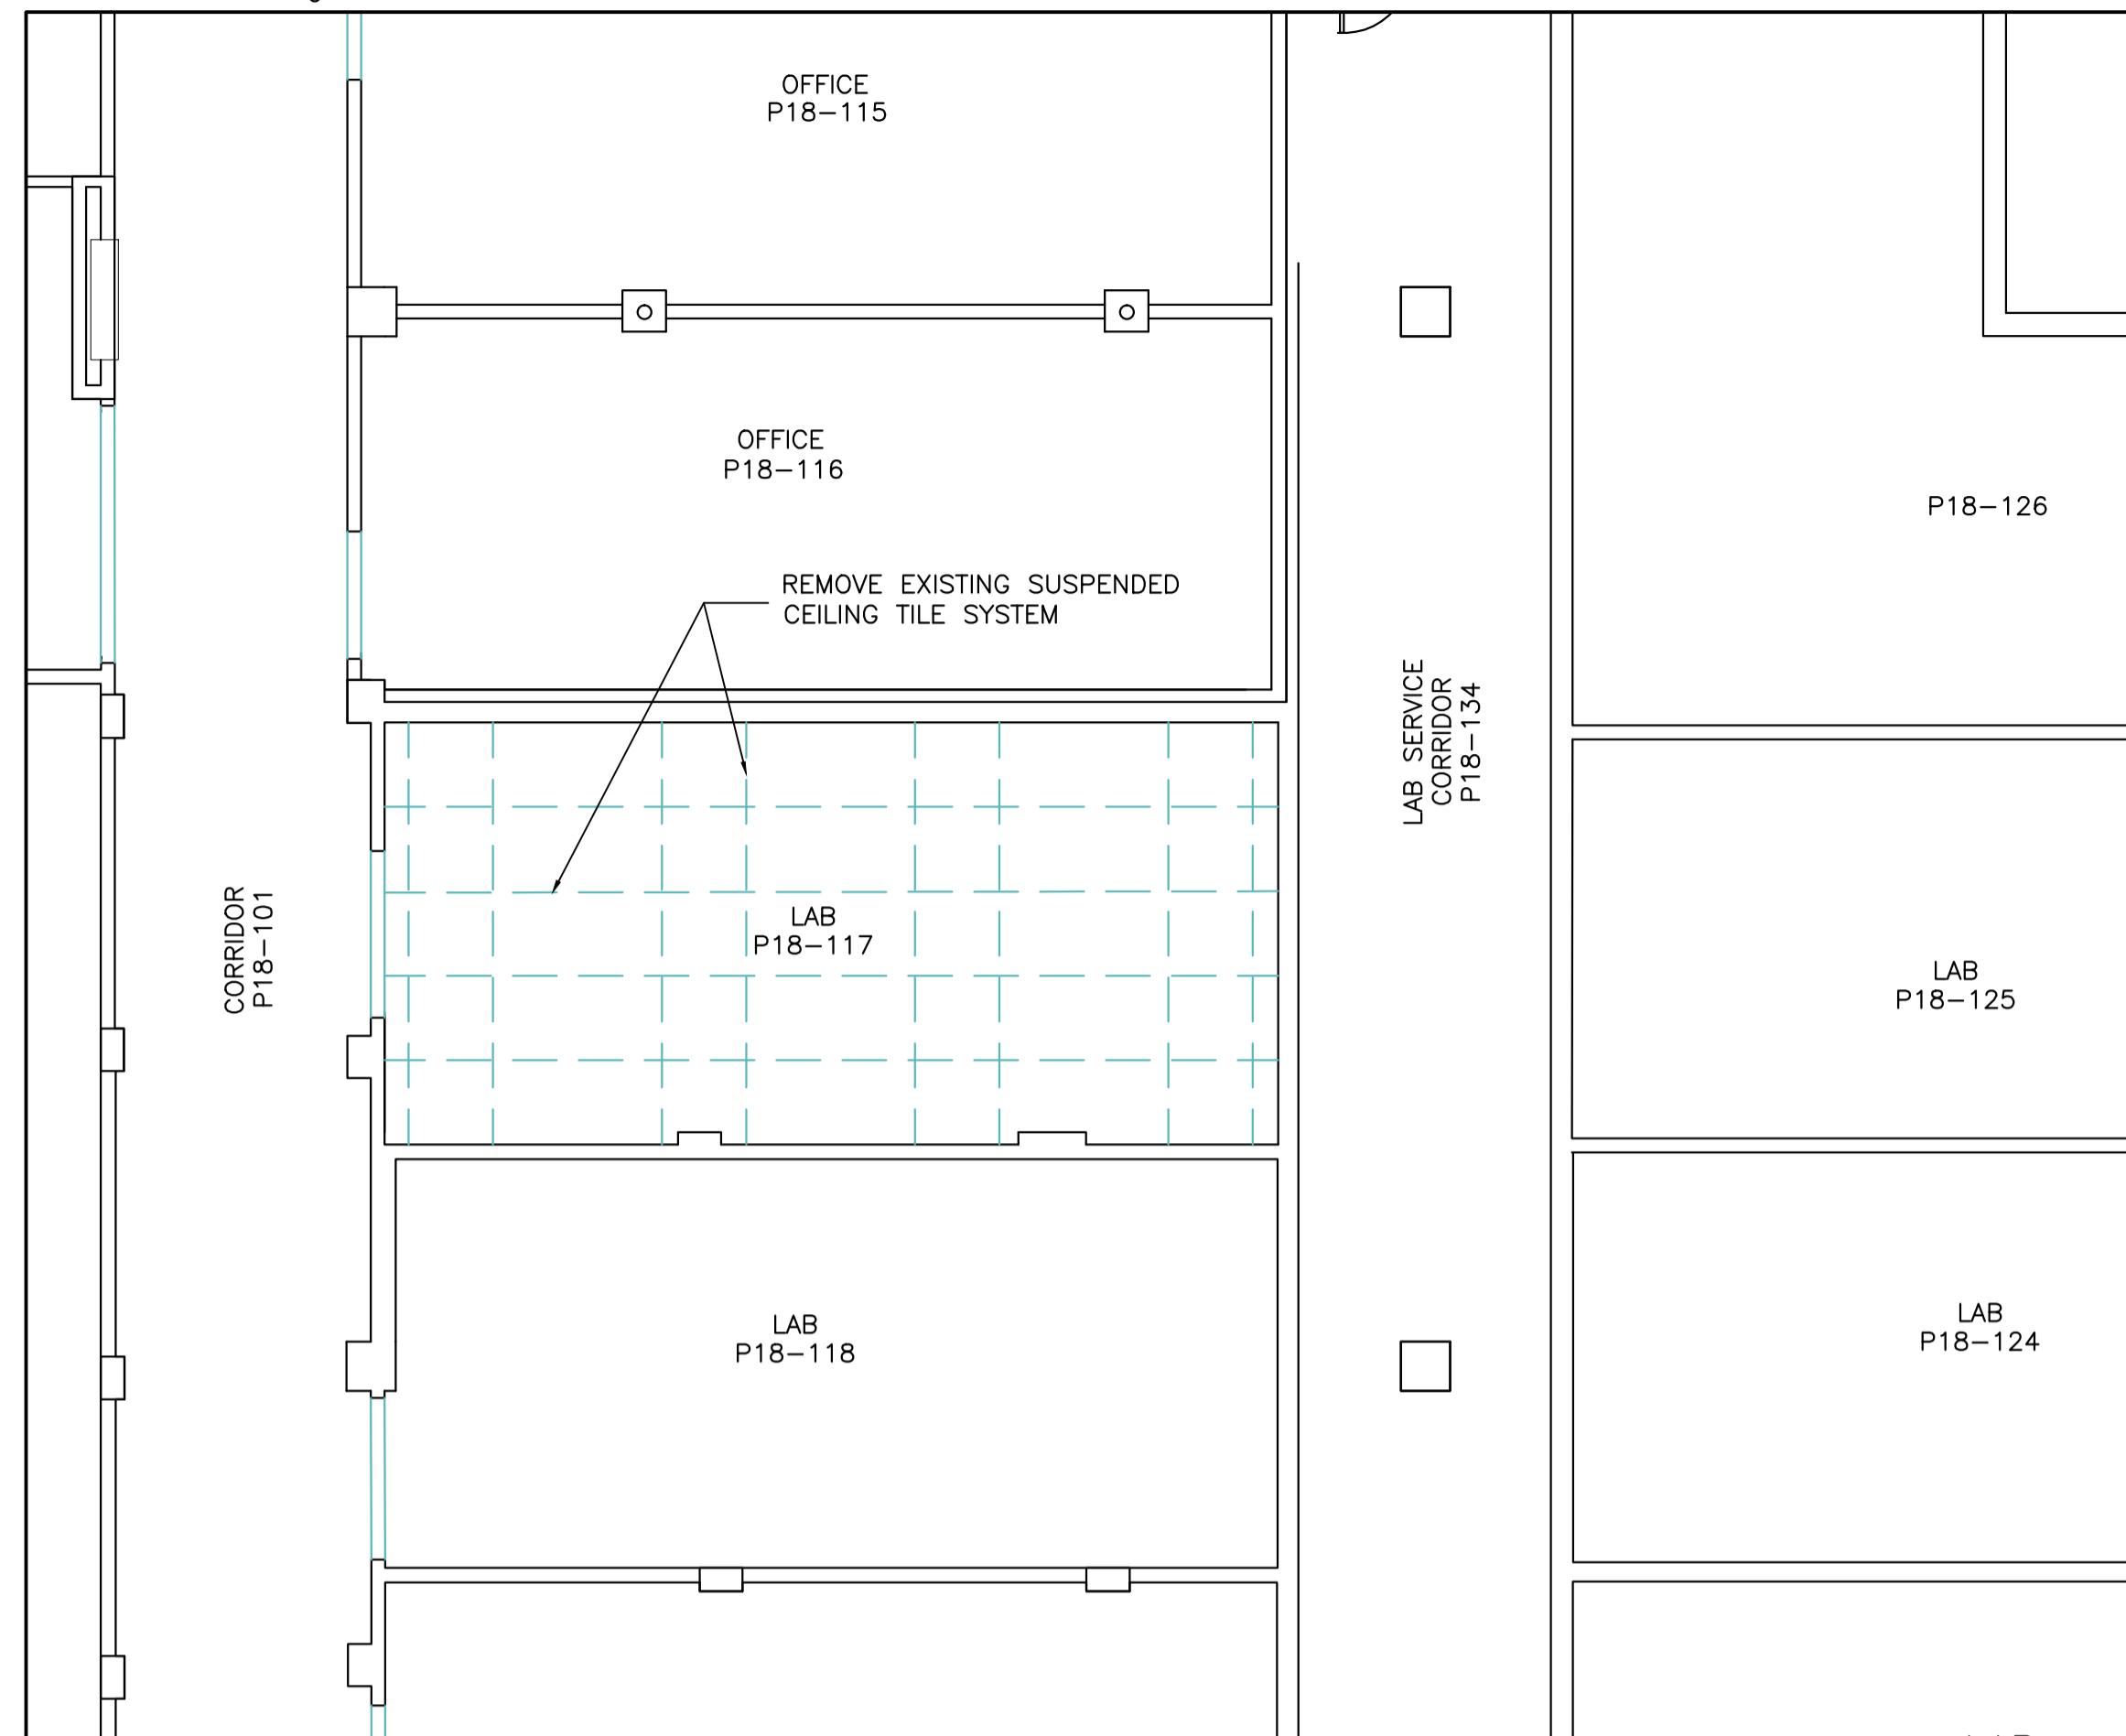 OFFICE
P18-115
OFFICE
P18-116
P18-126
REMOVE EXISTING SUSPENDED
CEILING TILE SYSTEM
LAB SERVICE
CORRIDOR
P18-134
CORRIDOR
P18-101
LAB
P18-117
LAB
P18-125
LAB
P18-118
LAB
P18-124